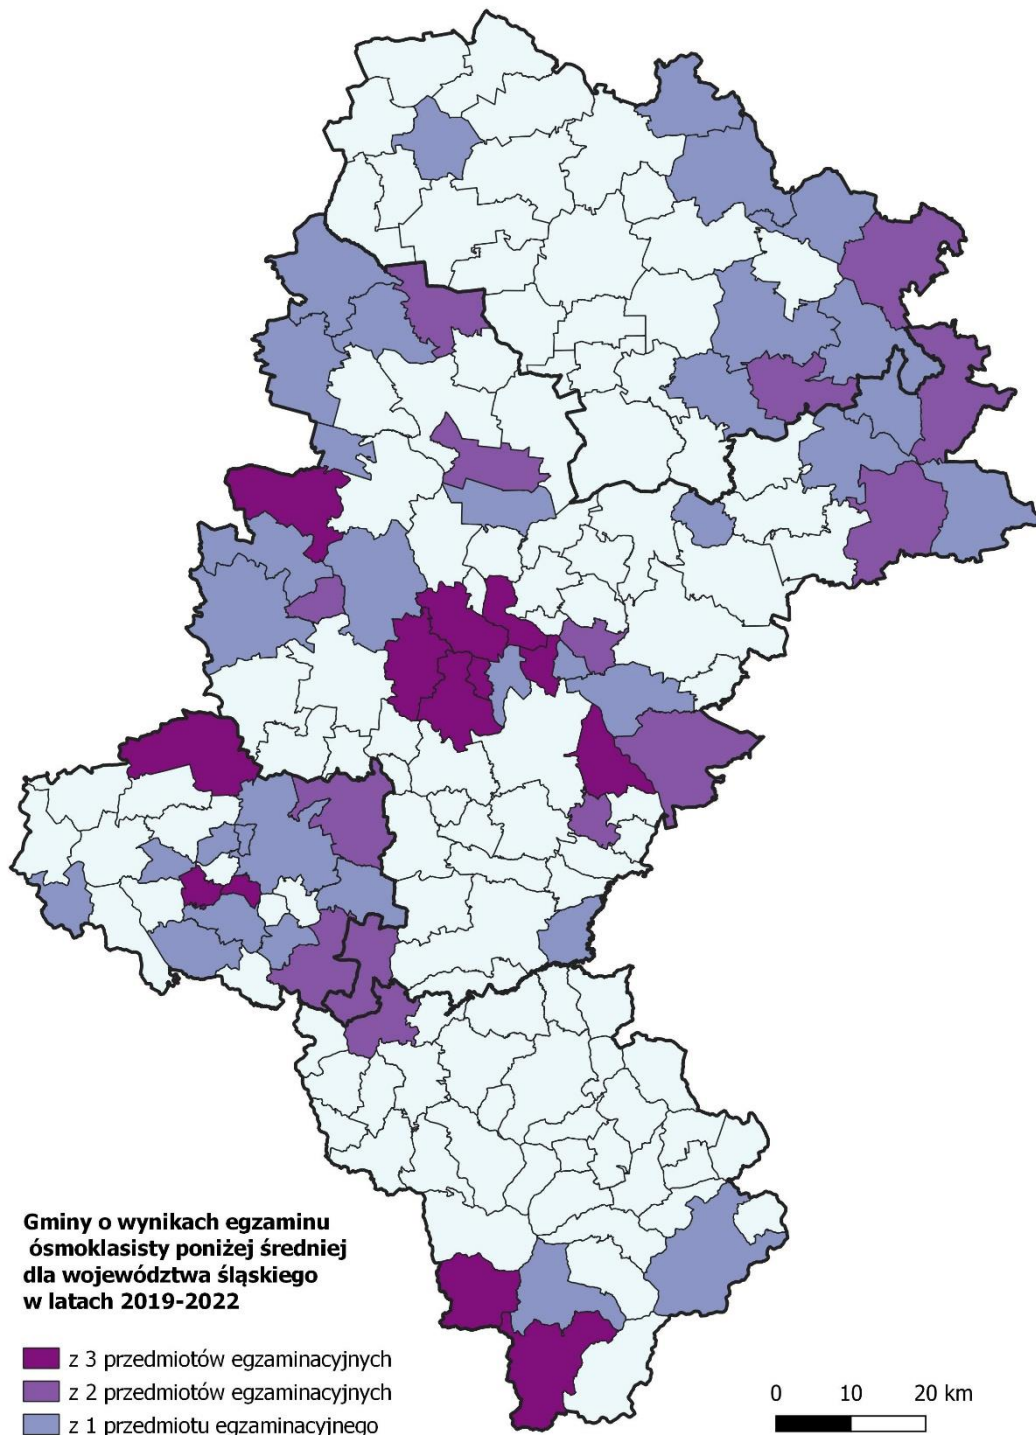 Gminy o wynikach egzaminu
ósmoklasisty poniżej średniej
dla województwa śląskiego
w latach 2019-2022
z 3 przedmiotów egzaminacyjnych
z 2 przedmiotów egzaminacyjnych
z 1 przedmiotu egzaminacyjnego
0 10 20 km